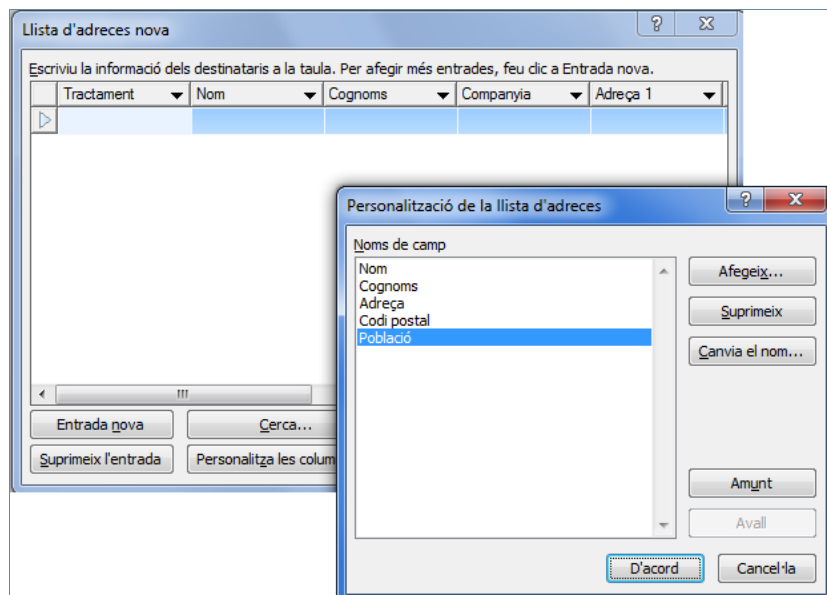 Llista d'adreces nova
Escriviu la informació dels destinataris a la taula. Per afegir més entrades, feu clic a Entrada nova.
Tractament Nom Cognoms Companyia Adreça 1
Personalització de la llista d'adreces
Noms de camp
Nom
Cognoms
Adreça
Codi postal
Població
Afegeix...
Suprimeix
Canvia el nom...
Entrada nova Cerca...
Suprimeix l'entrada Personalitza les colum
Amunt
Avall
D'acord Cancel·la